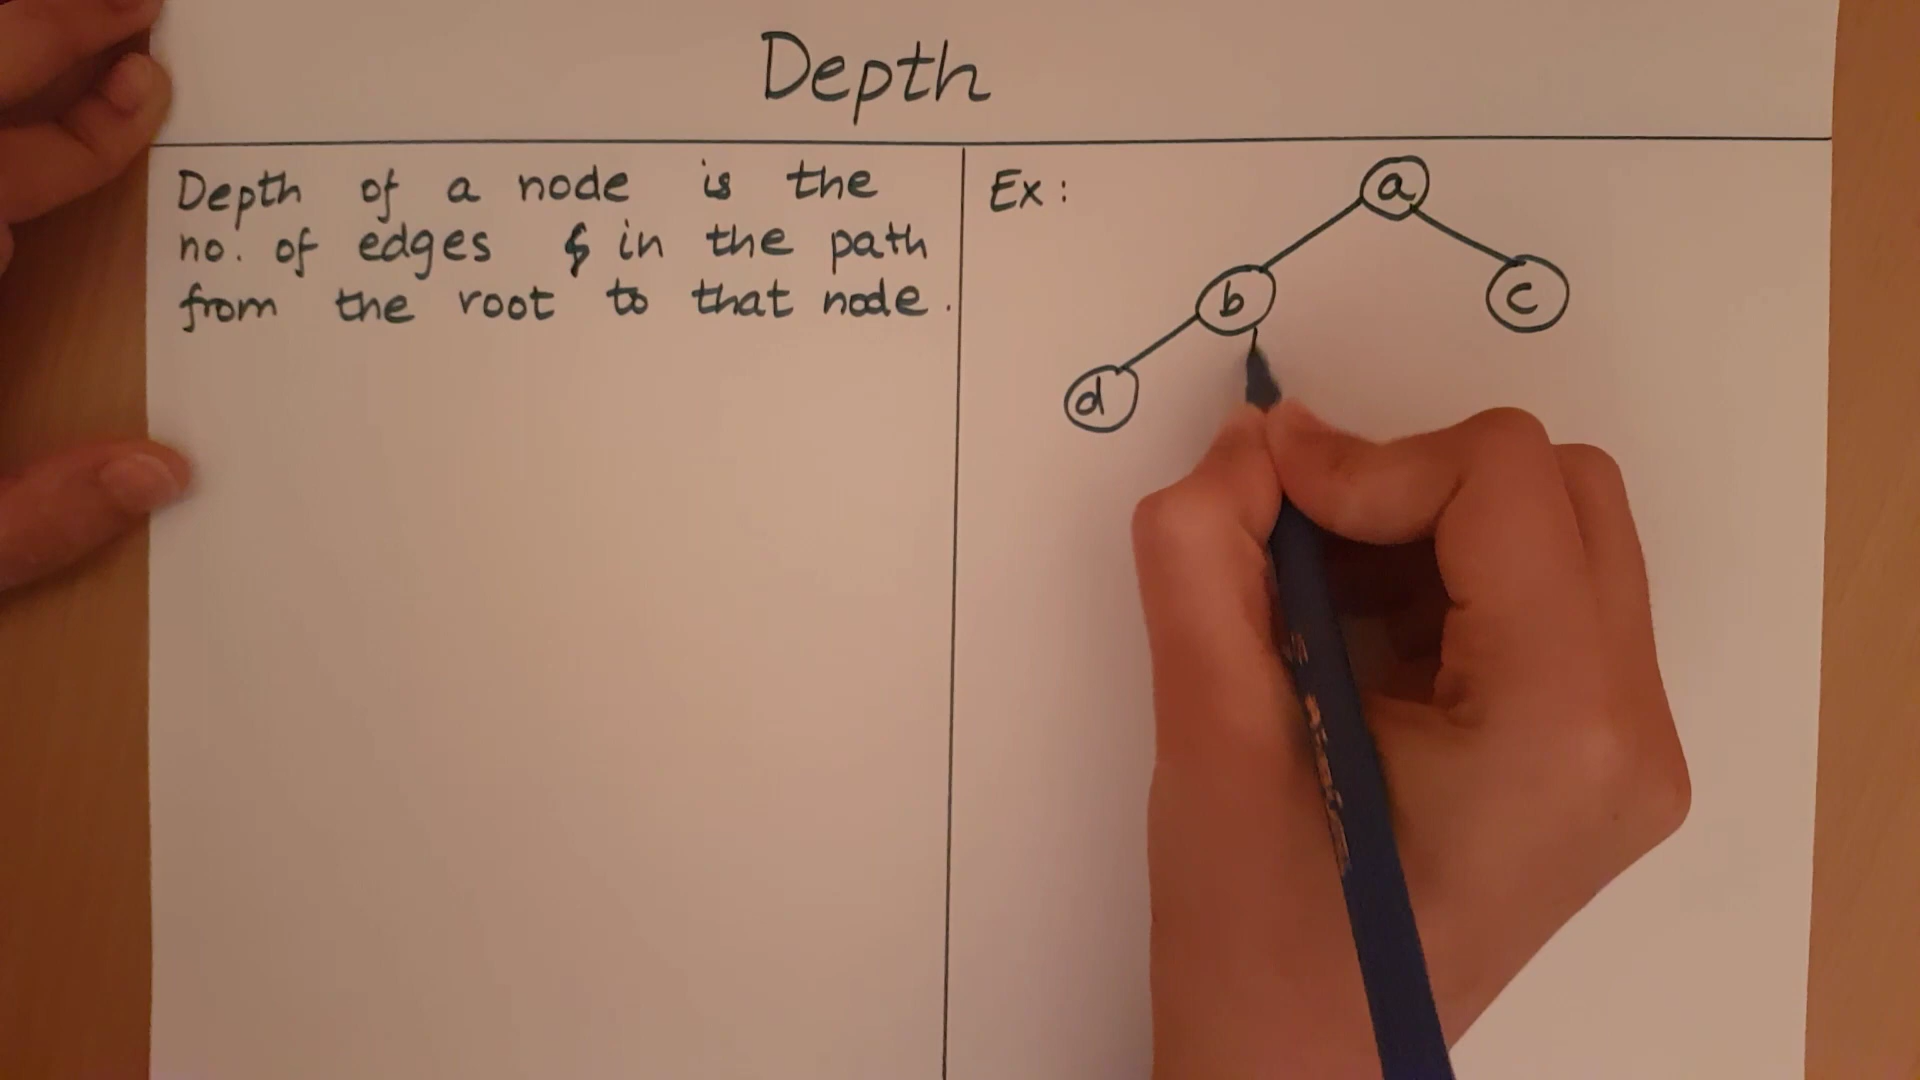 Depth
Depth of a node is the
no. of edges in the path
from the root to that node.
Ex:
a
b
c
d